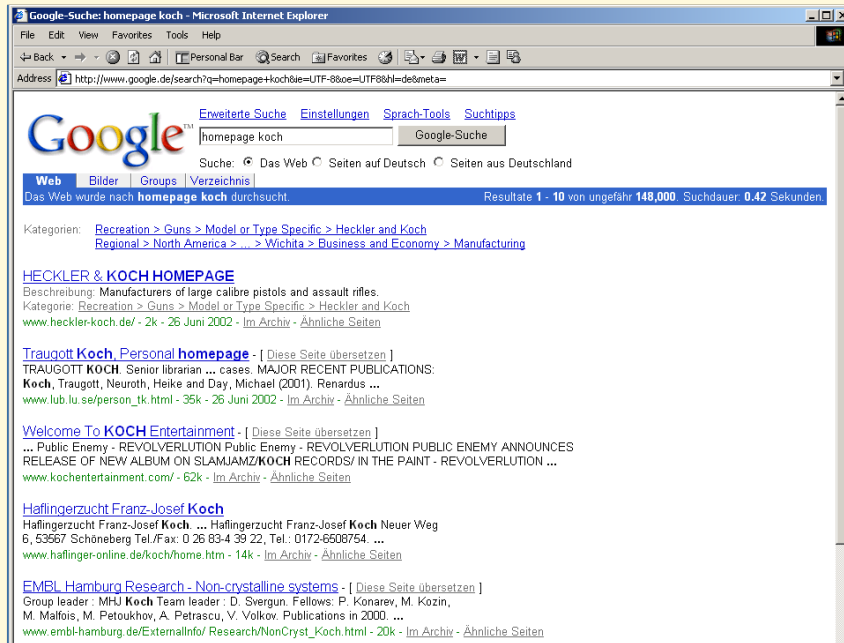 Google-Suche: homepage koch - Microsoft Internet Explorer
File Edit View Favorites Tools Help
Back Personal Bar Search Favorites
Address http://www.google.de/search?q=homepage+koch&ie=UTF-8&oe=UTF8&hl=de&meta=
Erweiterte Suche Einstellungen Sprach-Tools Suchtipps
Google™ homepage koch Google-Suche
Suche: Das Web Seiten auf Deutsch Seiten aus Deutschland
Web Bilder Groups Verzeichnis
Das Web wurde nach homepage koch durchsucht. Resultate 1 - 10 von ungefähr 148,000. Suchdauer: 0.42 Sekunden.
Kategorien: Recreation > Guns > Model or Type Specific > Heckler and Koch
Regional > North America > ... > Wichita > Business and Economy > Manufacturing
HECKLER & KOCH HOMEPAGE
Beschreibung: Manufacturers of large calibre pistols and assault rifles.
Kategorie: Recreation > Guns > Model or Type Specific > Heckler and Koch
www.heckler-koch.de/ - 2k - 26 Juni 2002 - Im Archiv - Ähnliche Seiten
Traugott Koch, Personal homepage - [ Diese Seite übersetzen ]
TRAUGOTT KOCH. Senior librarian ... cases. MAJOR RECENT PUBLICATIONS:
Koch, Traugott, Neuroth, Heike and Day, Michael (2001). Renardus ...
www.lub.lu.se/person_tk.html - 35k - 26 Juni 2002 - Im Archiv - Ähnliche Seiten
Welcome To KOCH Entertainment - [ Diese Seite übersetzen ]
... Public Enemy - REVOLVERLUTION Public Enemy - REVOLVERLUTION PUBLIC ENEMY ANNOUNCES
RELEASE OF NEW ALBUM ON SLAMJAMZ/KOCH RECORDS/ IN THE PAINT - REVOLVERLUTION ...
www.kochentertainment.com/ - 62k - Im Archiv - Ähnliche Seiten
Haflingerzucht Franz-Josef Koch
Haflingerzucht Franz-Josef Koch. ... Haflingerzucht Franz-Josef Koch Neuer Weg
6, 53567 Schöneberg Tel./Fax: 0 26 83-4 39 22, Tel.: 0172-6508754. ...
www.haflinger-online.de/koch/home.htm - 14k - Im Archiv - Ähnliche Seiten
EMBL Hamburg Research - Non-crystalline systems - [ Diese Seite übersetzen ]
Group leader : MHJ Koch Team leader : D. Svergun. Fellows: P. Konarev, M. Kozin,
M. Malfois, M. Petoukhov, A. Petrascu, V. Volkov. Publications in 2000. ...
www.embl-hamburg.de/ExternalInfo/ Research/NonCryst_Koch.html - 20k - Im Archiv - Ähnliche Seiten